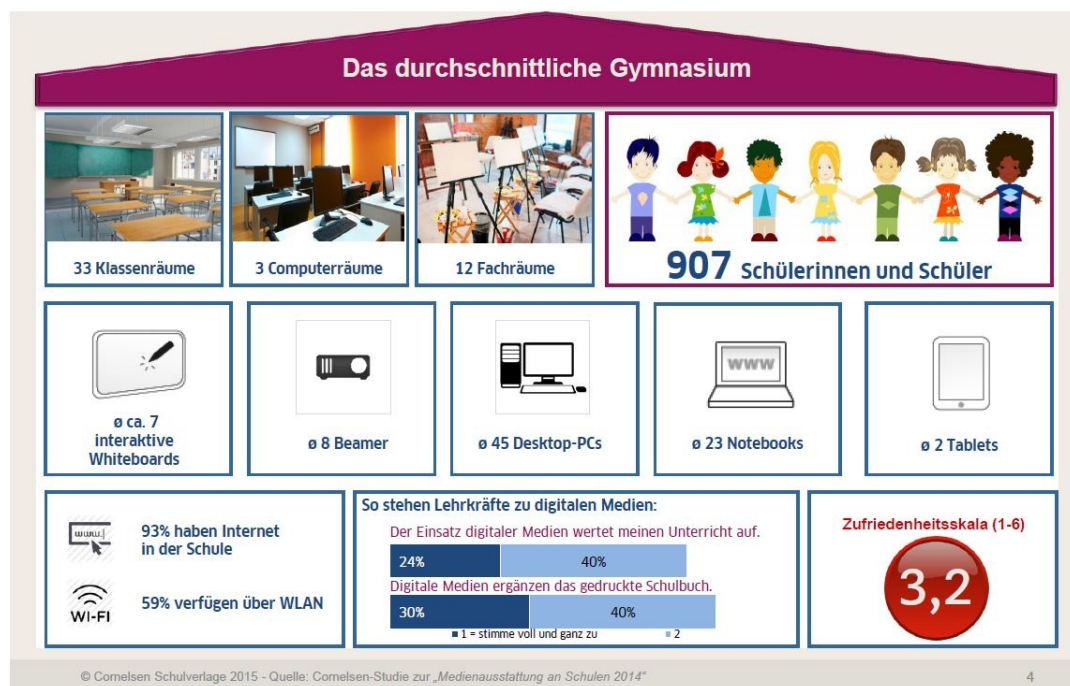 Das durchschnittliche Gymnasium
33 Klassenräume
3 Computerräume
12 Fachräume
907 Schülerinnen und Schüler
ø ca. 7
interaktive
Whiteboards
ø 8 Beamer
ø 45 Desktop-PCs
www
ø 23 Notebooks
ø 2 Tablets
www.
93% haben Internet
in der Schule
WI-FI
59% verfügen über WLAN
So stehen Lehrkräfte zu digitalen Medien:
Der Einsatz digitaler Medien wertet meinen Unterricht auf.
24% 40%
Digitale Medien ergänzen das gedruckte Schulbuch.
30% 40%
1 = stimme voll und ganz zu 2
Zufriedenheitsskala (1-6)
3,2
© Cornelsen Schulverlage 2015 - Quelle: Cornelsen-Studie zur „Medienausstattung an Schulen 2014"
4